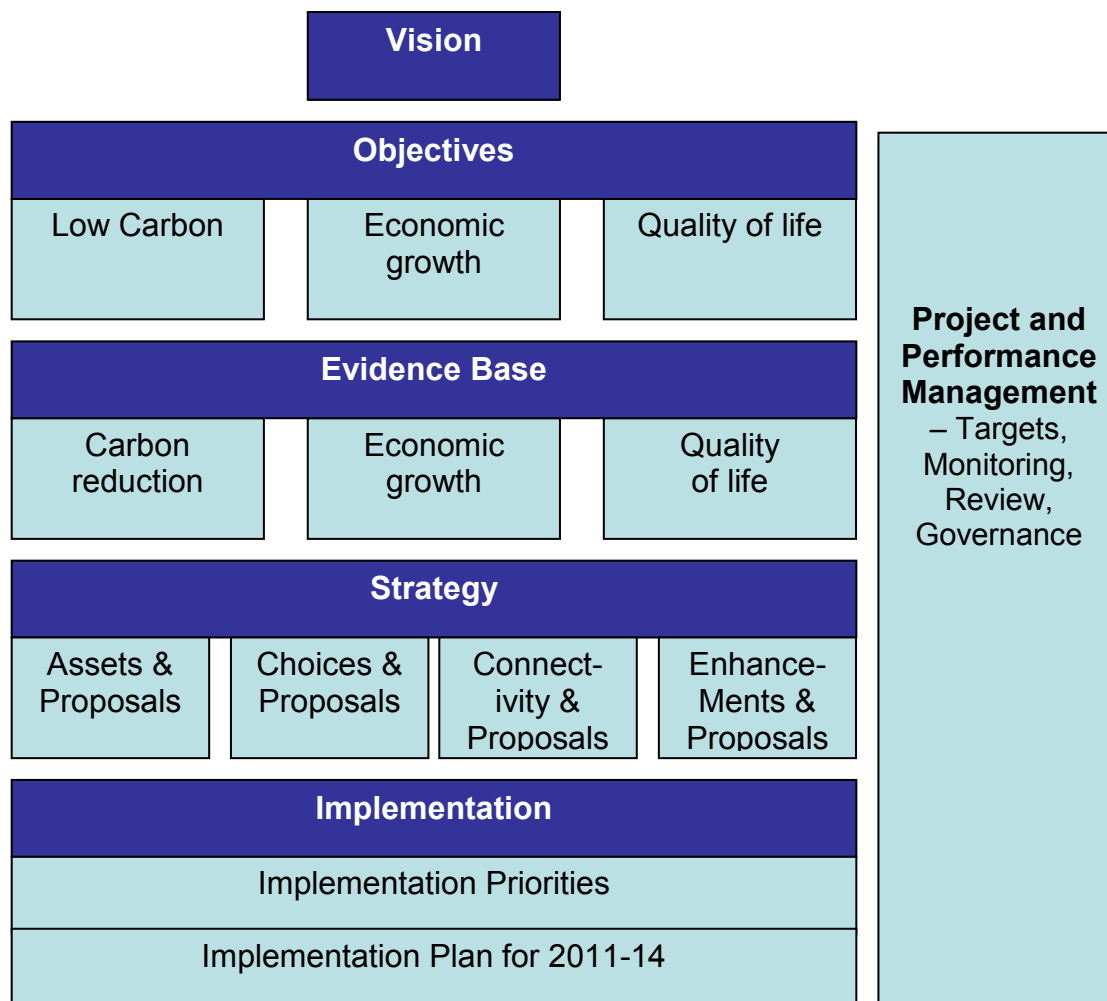 Vision
Objectives
Low Carbon
Economic
growth
Quality of life
Evidence Base
Carbon
reduction
Economic
growth
Quality
of life
Strategy
Assets &
Proposals
Choices &
Proposals
Connect-
ivity &
Proposals
Enhance-
Ments &
Proposals
Implementation
Implementation Priorities
Implementation Plan for 2011-14
Project and
Performance
Management
– Targets,
Monitoring,
Review,
Governance